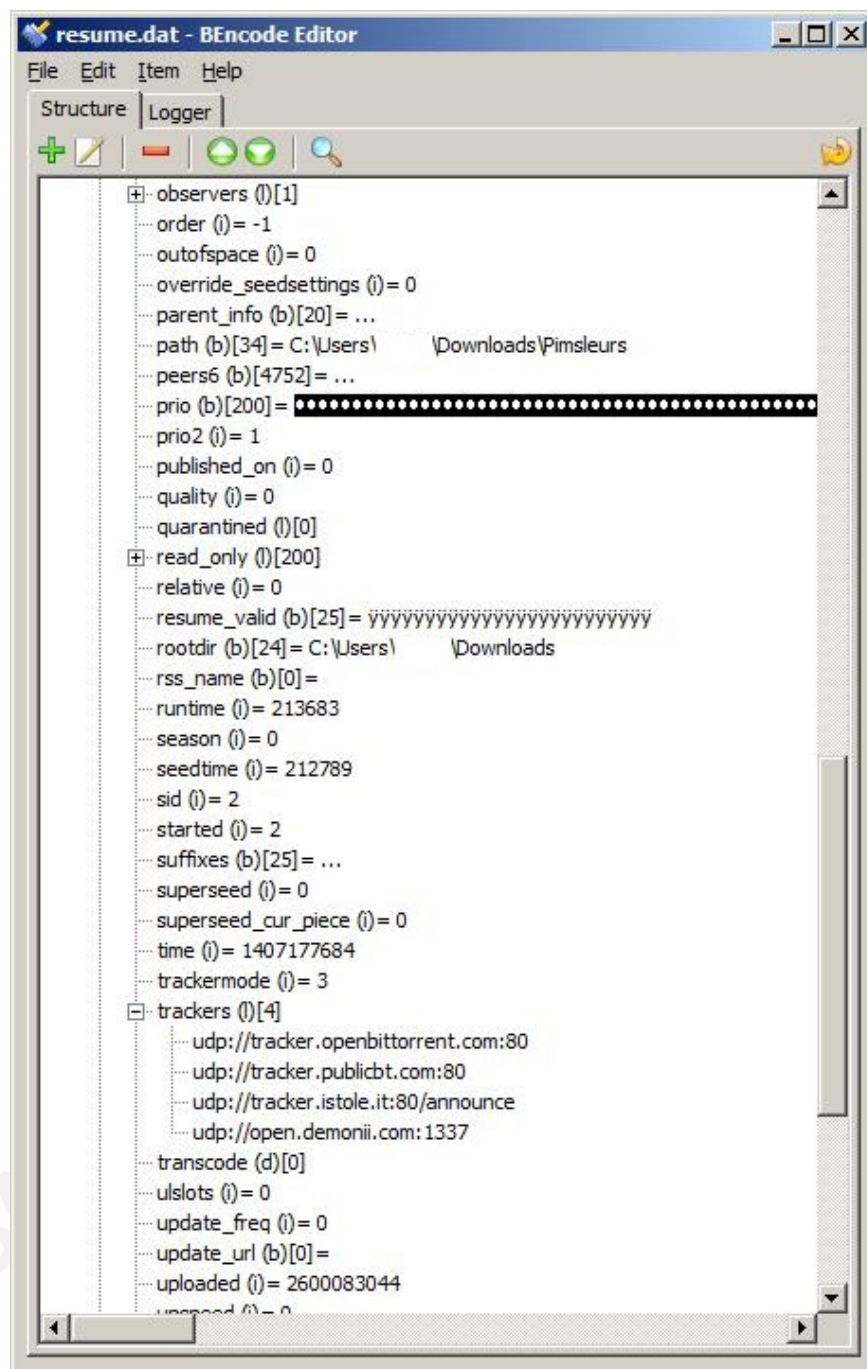 resume.dat - BEncode Editor
File Edit Item Help
Structure Logger
observers (l)[1]
order (i)= -1
outofspace (i)= 0
override_seedsettings (i)= 0
parent_info (b)[20]= ...
path (b)[34]= C:\Users\ \Downloads\Pimsleurs
peers6 (b)[4752]= ...
prio (b)[200]=
prio2 (i)= 1
published_on (i)= 0
quality (i)= 0
quarantined (l)[0]
read_only (l)[200]
relative (i)= 0
resume_valid (b)[25]= ÿÿÿÿÿÿÿÿÿÿÿÿÿÿÿÿÿÿÿÿÿÿÿÿÿ
rootdir (b)[24]= C:\Users\ \Downloads
rss_name (b)[0]=
runtime (i)= 213683
season (i)= 0
seedtime (i)= 212789
sid (i)= 2
started (i)= 2
suffixes (b)[25]= ...
superseed (i)= 0
superseed_cur_piece (i)= 0
time (i)= 1407177684
trackermode (i)= 3
trackers (l)[4]
udp://tracker.openbittorrent.com:80
udp://tracker.publicbt.com:80
udp://tracker.istole.it:80/announce
udp://open.demonii.com:1337
transcode (d)[0]
ulslots (i)= 0
update_freq (i)= 0
update_url (b)[0]=
uploaded (i)= 2600083044